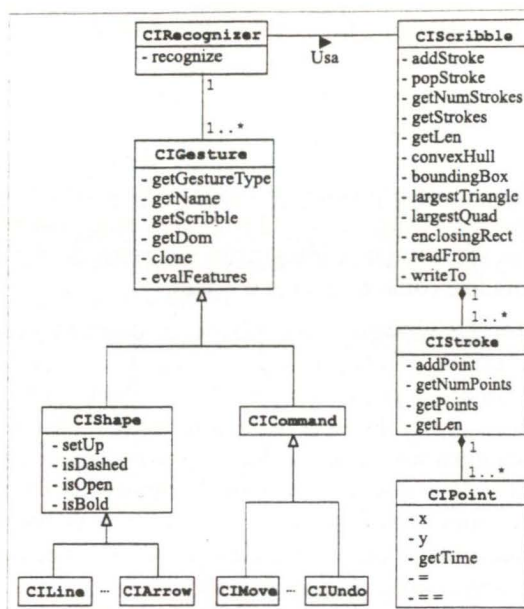 CIRecognizer
- recognize
Usa
1
1..*
CIGesture
- getGestureType
- getName
- getScribble
- getDom
- clone
- evalFeatures
CIShape
- setUp
- isDashed
- isOpen
- isBold
CICommand
CILine ... CIArrow
CIMove ... CIUndo
CIScribble
- addStroke
- popStroke
- getNumStrokes
- getStrokes
- getLen
- convexHull
- boundingBox
- largestTriangle
- largestQuad
- enclosingRect
- readFrom
- writeTo
1
1..*
CIStroke
- addPoint
- getNumPoints
- getPoints
- getLen
1
1..*
CIPoint
- x
- y
- getTime
- =
- ==